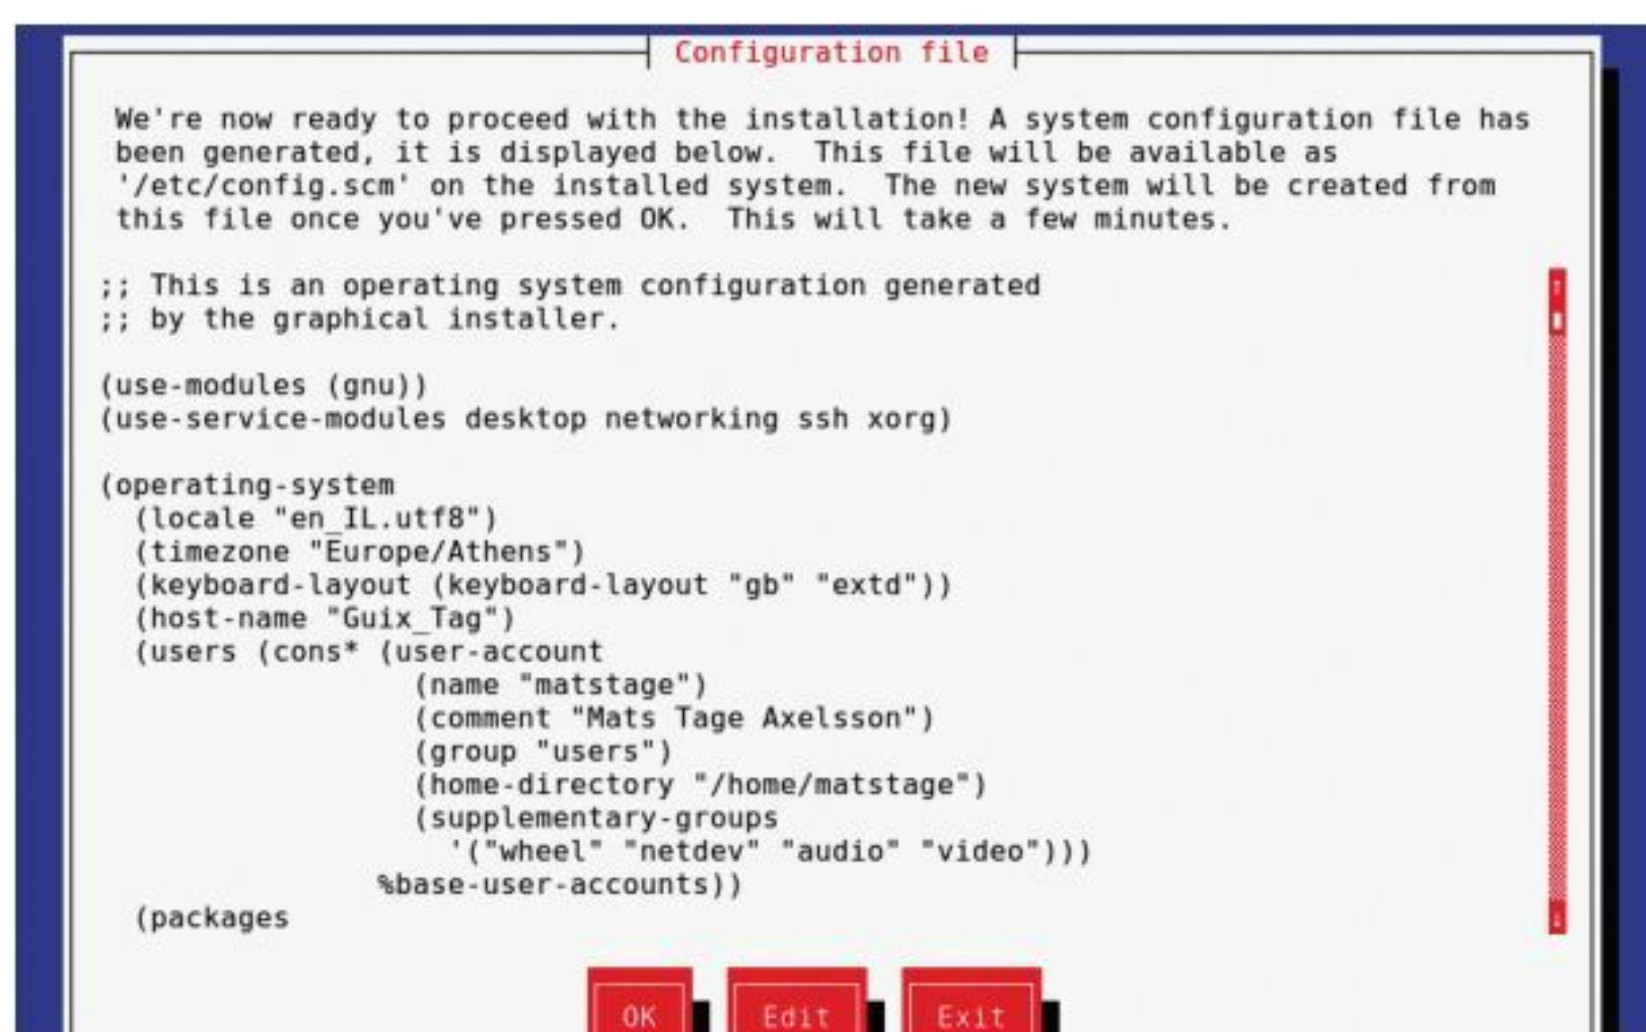 Configuration file
We're now ready to proceed with the installation! A system configuration file has
been generated, it is displayed below.  This file will be available as
'/etc/config.scm' on the installed system.  The new system will be created from
this file once you've pressed OK.  This will take a few minutes.
;; This is an operating system configuration generated
;; by the graphical installer.
(use-modules (gnu))
(use-service-modules desktop networking ssh xorg)
(operating-system
  (locale "en_IL.utf8")
  (timezone "Europe/Athens")
  (keyboard-layout (keyboard-layout "gb" "extd"))
  (host-name "Guix_Tag")
  (users (cons* (user-account
                  (name "matstage")
                  (comment "Mats Tage Axelsson")
                  (group "users")
                  (home-directory "/home/matstage")
                  (supplementary-groups
                    '("wheel" "netdev" "audio" "video")))
                %base-user-accounts))
  (packages
OK Edit Exit